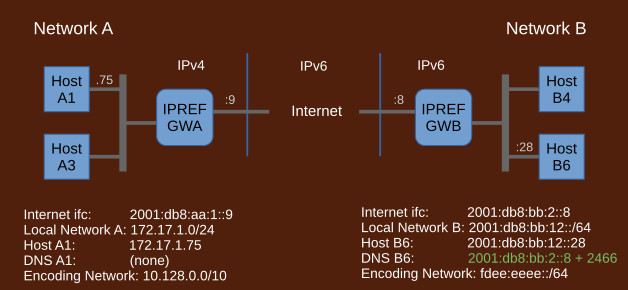 Network A
Network B
IPv4
IPv6
IPv6
Host
A1
.75
IPREF
GWA
:9
Internet
:8
IPREF
GWB
Host
B4
Host
A3
:28
Host
B6
Internet ifc: 2001:db8:aa:1::9
Local Network A: 172.17.1.0/24
Host A1: 172.17.1.75
DNS A1: (none)
Encoding Network: 10.128.0.0/10
Internet ifc: 2001:db8:bb:2::8
Local Network B: 2001:db8:bb:12::/64
Host B6: 2001:db8:bb:12::28
DNS B6: 2001:db8:bb:2::8 + 2466
Encoding Network: fdee:eeee::/64